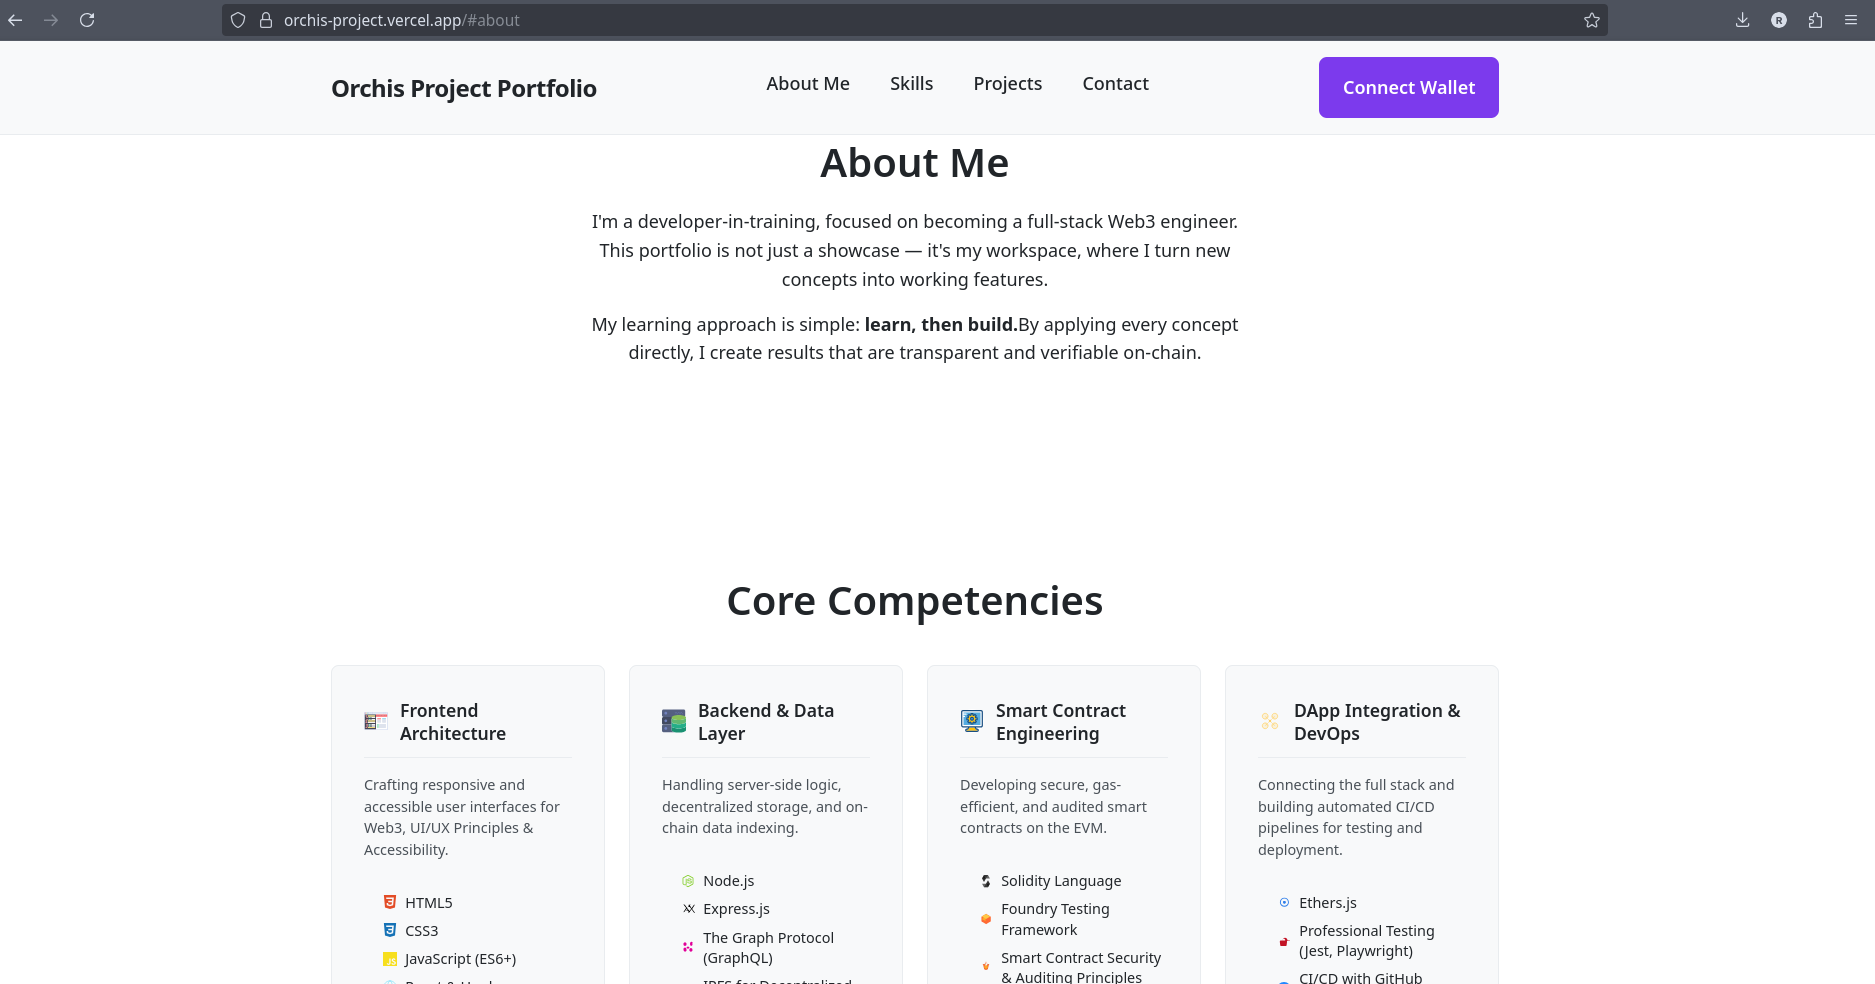 orchis-project.vercel.app/#about
R
Orchis Project Portfolio
About Me
Skills
Projects
Contact
Connect Wallet
About Me
I'm a developer-in-training, focused on becoming a full-stack Web3 engineer.
This portfolio is not just a showcase — it's my workspace, where I turn new
concepts into working features.
My learning approach is simple: learn, then build.By applying every concept
directly, I create results that are transparent and verifiable on-chain.
Core Competencies
Frontend
Architecture
Crafting responsive and
accessible user interfaces for
Web3, UI/UX Principles &
Accessibility.
HTML5
CSS3
JavaScript (ES6+)
Backend & Data
Layer
Handling server-side logic,
decentralized storage, and on-
chain data indexing.
Node.js
Express.js
The Graph Protocol
(GraphQL)
IPFS for Decentralized
Smart Contract
Engineering
Developing secure, gas-
efficient, and audited smart
contracts on the EVM.
Solidity Language
Foundry Testing
Framework
Smart Contract Security
& Auditing Principles
DApp Integration &
DevOps
Connecting the full stack and
building automated CI/CD
pipelines for testing and
deployment.
Ethers.js
Professional Testing
(Jest, Playwright)
CI/CD with GitHub